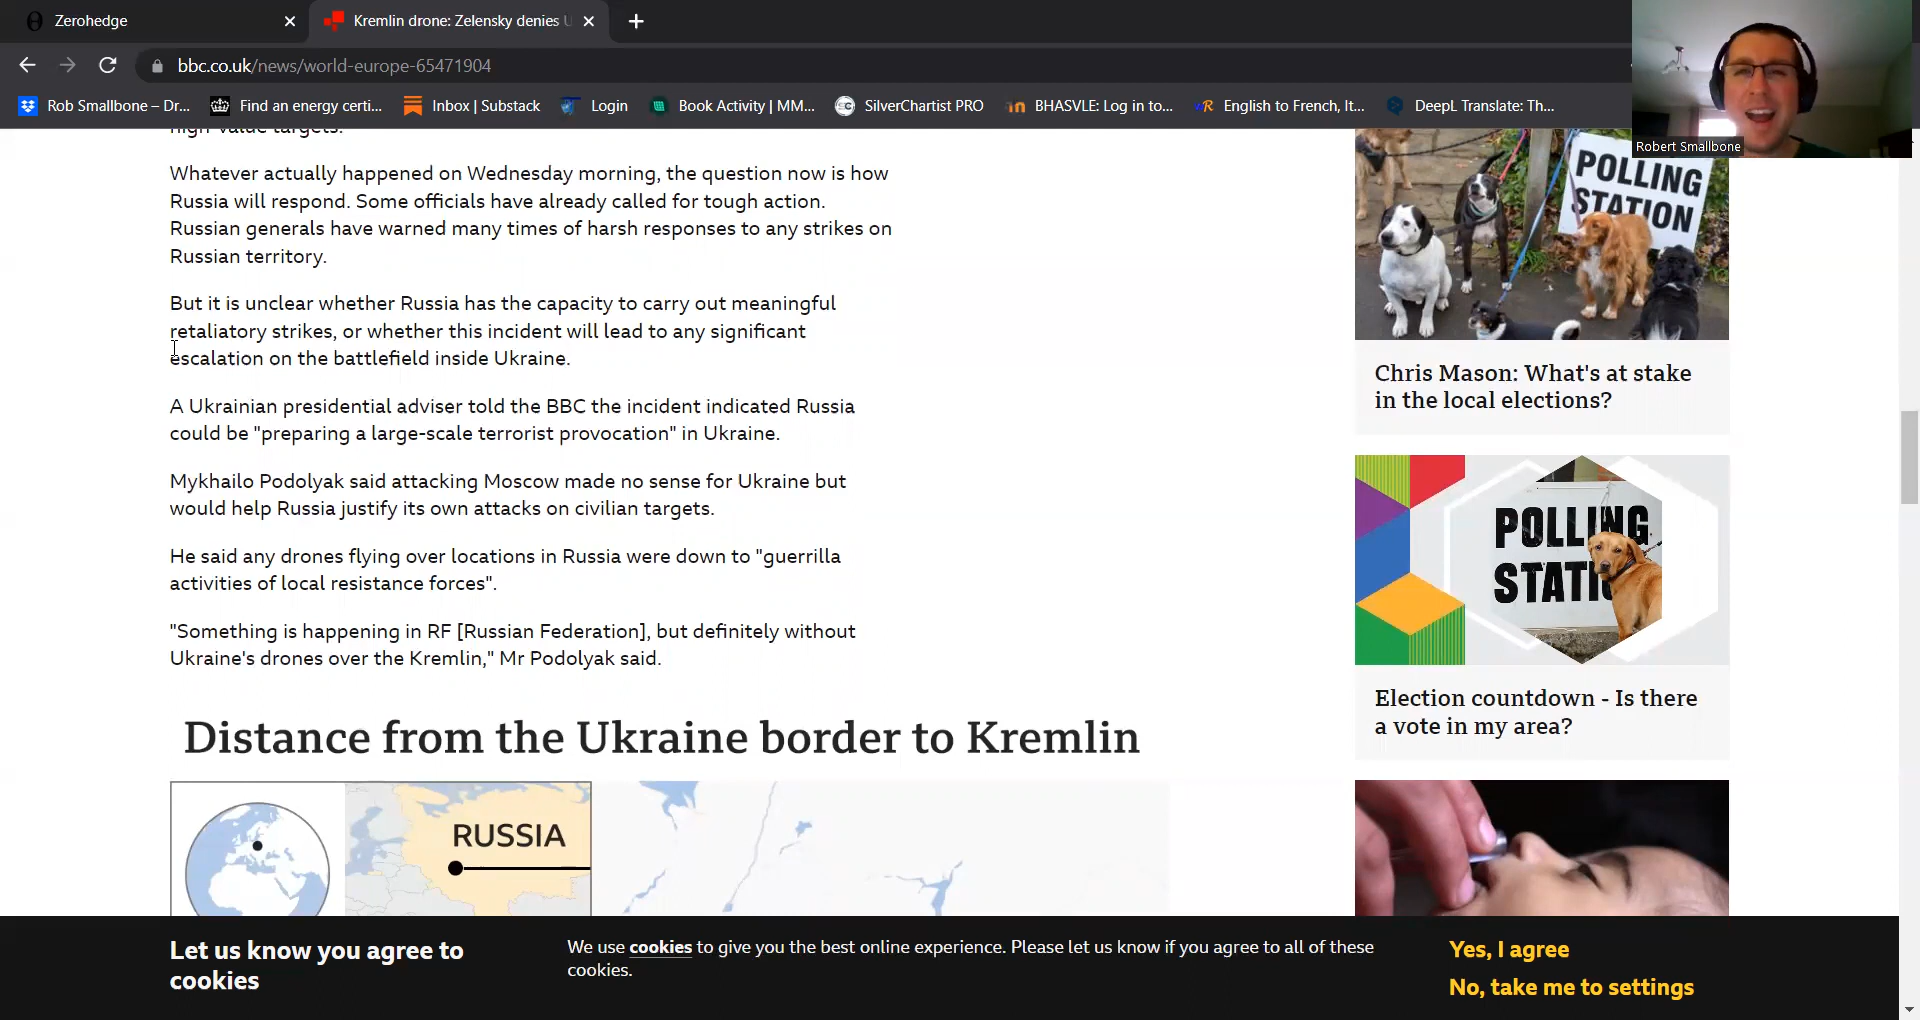 Zerohedge
Kremlin drone: Zelensky denies U
bbc.co.uk/news/world-europe-65471904
Rob Smallbone – Dr...
Find an energy certi...
Inbox | Substack
Login
Book Activity | MM...
SilverChartist PRO
BHASVLE: Log in to...
English to French, It...
DeepL Translate: Th...
Robert Smallbone
high-value targets.
Whatever actually happened on Wednesday morning, the question now is how
Russia will respond. Some officials have already called for tough action.
Russian generals have warned many times of harsh responses to any strikes on
Russian territory.
But it is unclear whether Russia has the capacity to carry out meaningful
retaliatory strikes, or whether this incident will lead to any significant
escalation on the battlefield inside Ukraine.
A Ukrainian presidential adviser told the BBC the incident indicated Russia
could be "preparing a large-scale terrorist provocation" in Ukraine.
Mykhailo Podolyak said attacking Moscow made no sense for Ukraine but
would help Russia justify its own attacks on civilian targets.
He said any drones flying over locations in Russia were down to "guerrilla
activities of local resistance forces".
"Something is happening in RF [Russian Federation], but definitely without
Ukraine's drones over the Kremlin," Mr Podolyak said.
Distance from the Ukraine border to Kremlin
RUSSIA
POLLING
STATION
Chris Mason: What's at stake
in the local elections?
POLLING
STATI
Election countdown - Is there
a vote in my area?
Let us know you agree to
cookies
We use cookies to give you the best online experience. Please let us know if you agree to all of these
cookies.
Yes, I agree
No, take me to settings